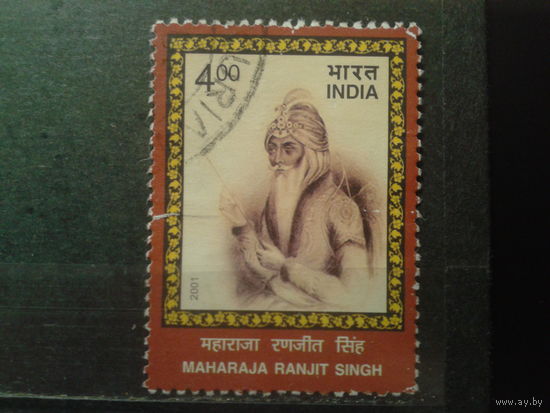 4.00
भारत
INDIA
2001
महाराजा रणजीत सिंह
MAHARAJA RANJIT SINGH
www.ay.by